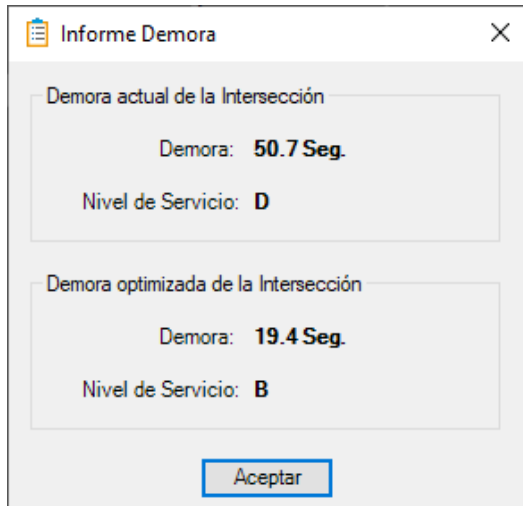 Informe Demora
Demora actual de la Intersección
Demora: 50.7 Seg.
Nivel de Servicio: D
Demora optimizada de la Intersección
Demora: 19.4 Seg.
Nivel de Servicio: B
Aceptar